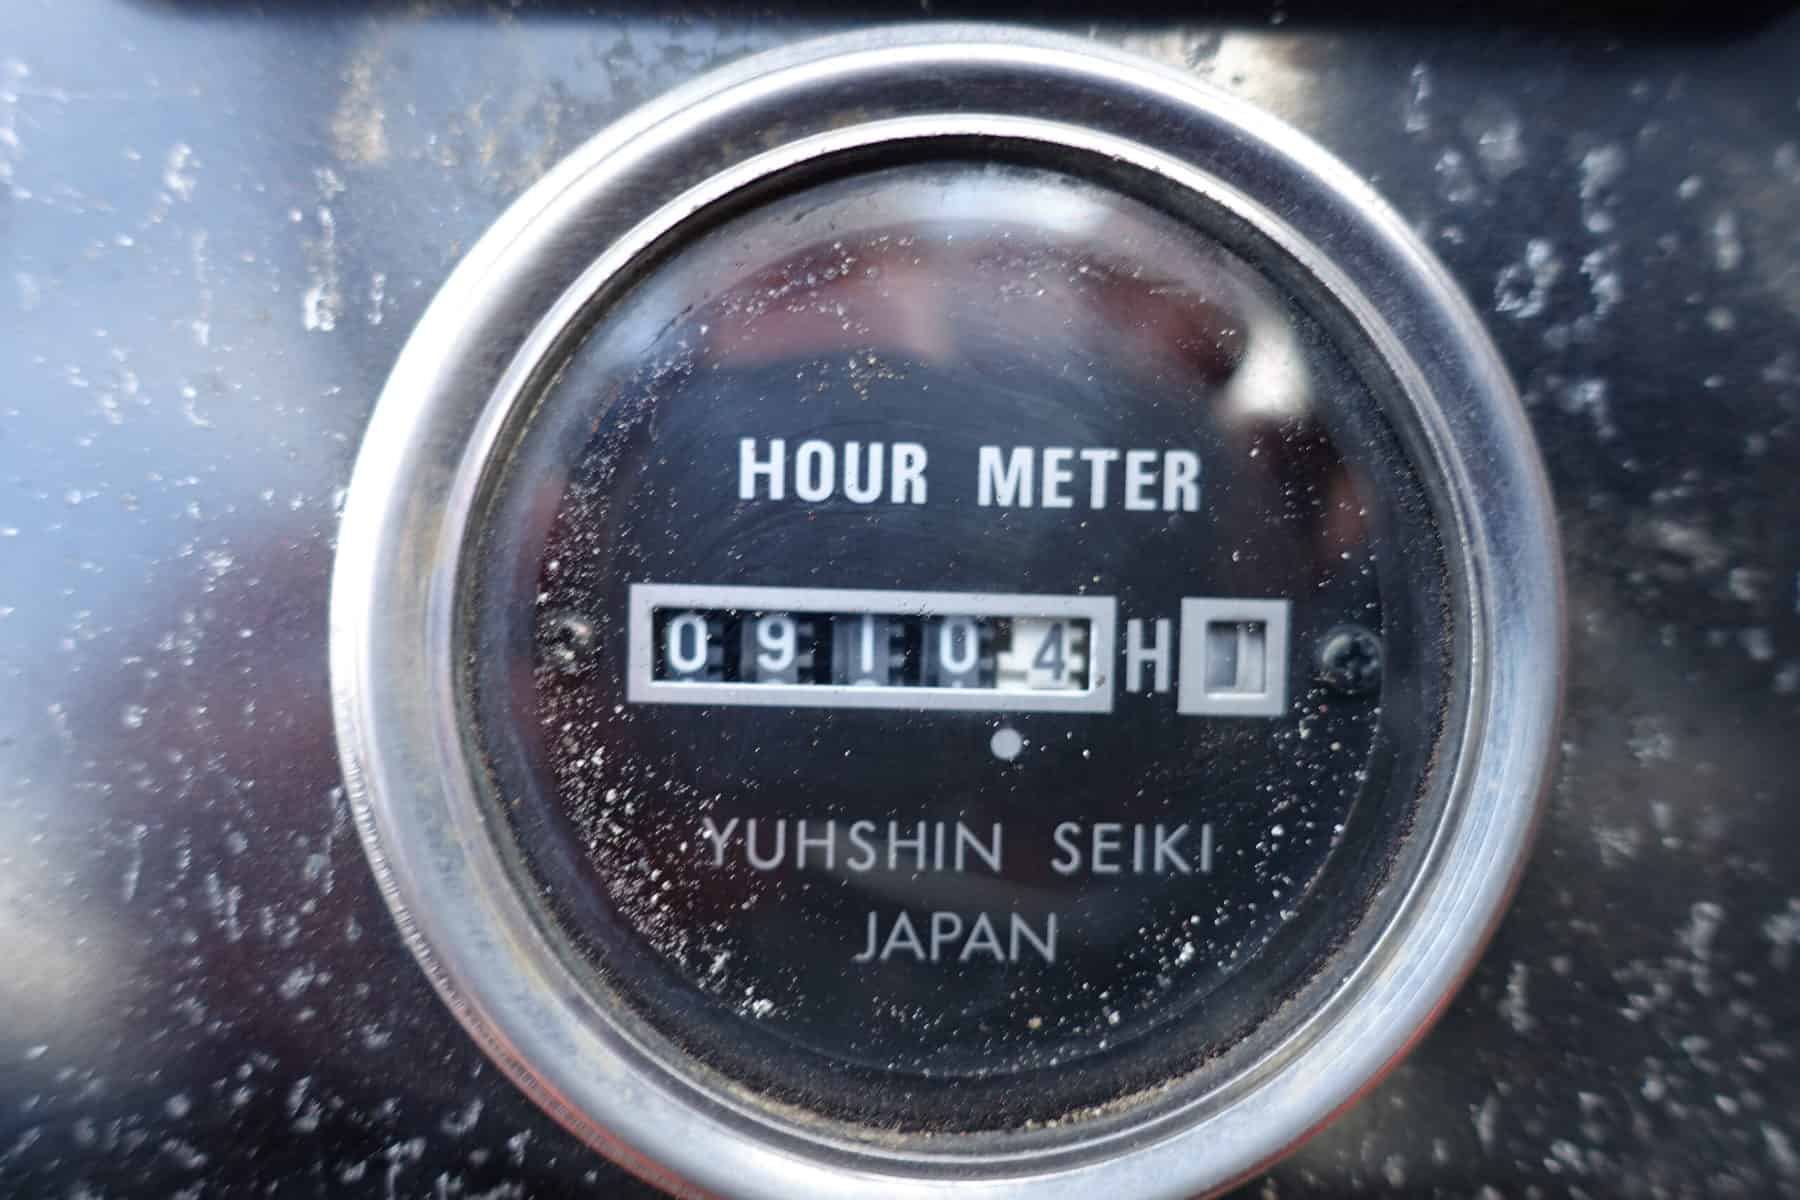 HOUR METER
09104 H
YUHSHIN SEIKI
JAPAN